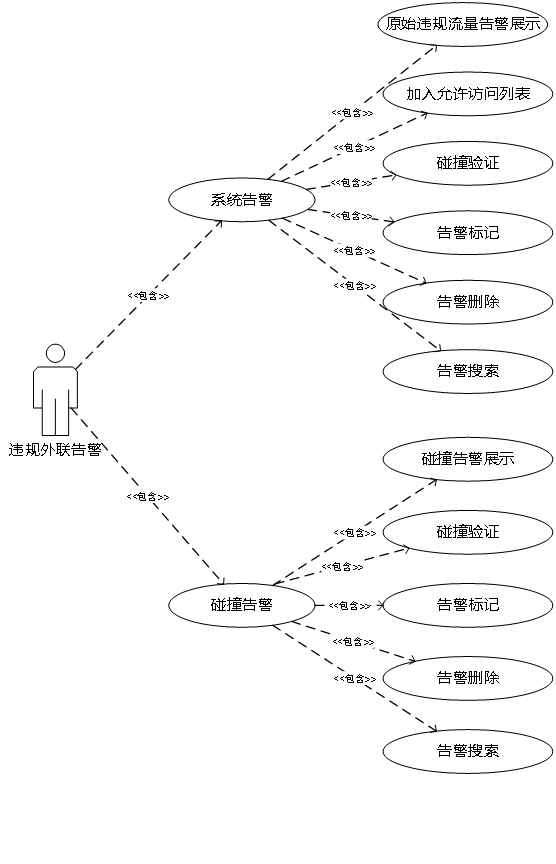 原始违规流量告警展示
加入允许访问列表
<<包含>>
<<包含>>
碰撞验证
<<包含>>
系统告警
<<包含>>
告警标记
<<包含>>
<<包含>>
告警删除
<<包含>>
告警搜索
违规外联告警
碰撞告警展示
<<包含>>
<<包含>>
碰撞验证
<<包含>>
碰撞告警
<<包含>>
告警标记
<<包含>>
告警删除
<<包含>>
告警搜索